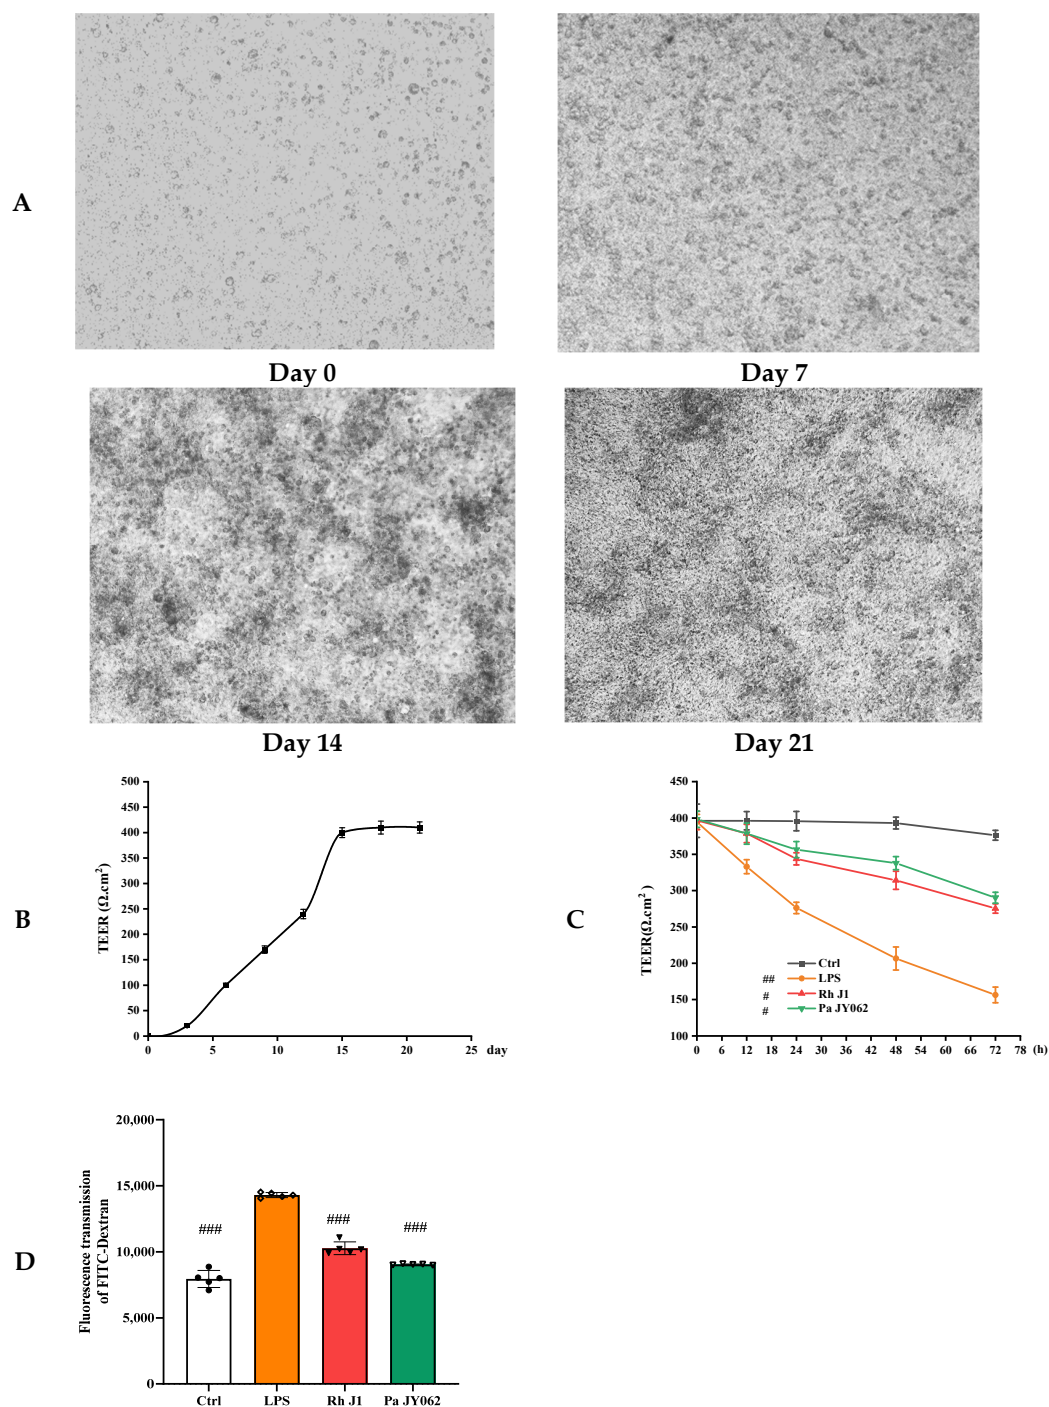 A
Day 0
Day 7
Day 14
Day 21
B
TEER (Ω.cm²)
500
450
400
350
300
250
200
150
100
50
0
0 5 10 15 20 25 day
C
TEER(Ω.cm²)
450
400
350
300
250
200
150
100
Ctrl
## LPS
# Rh J1
# Pa JY062
0 6 12 18 24 30 36 42 48 54 60 66 72 78 (h)
D
Fluorescence transmission
of FITC-Dextran
20,000
15,000
10,000
5,000
0
###
###
###
Ctrl LPS Rh J1 Pa JY062